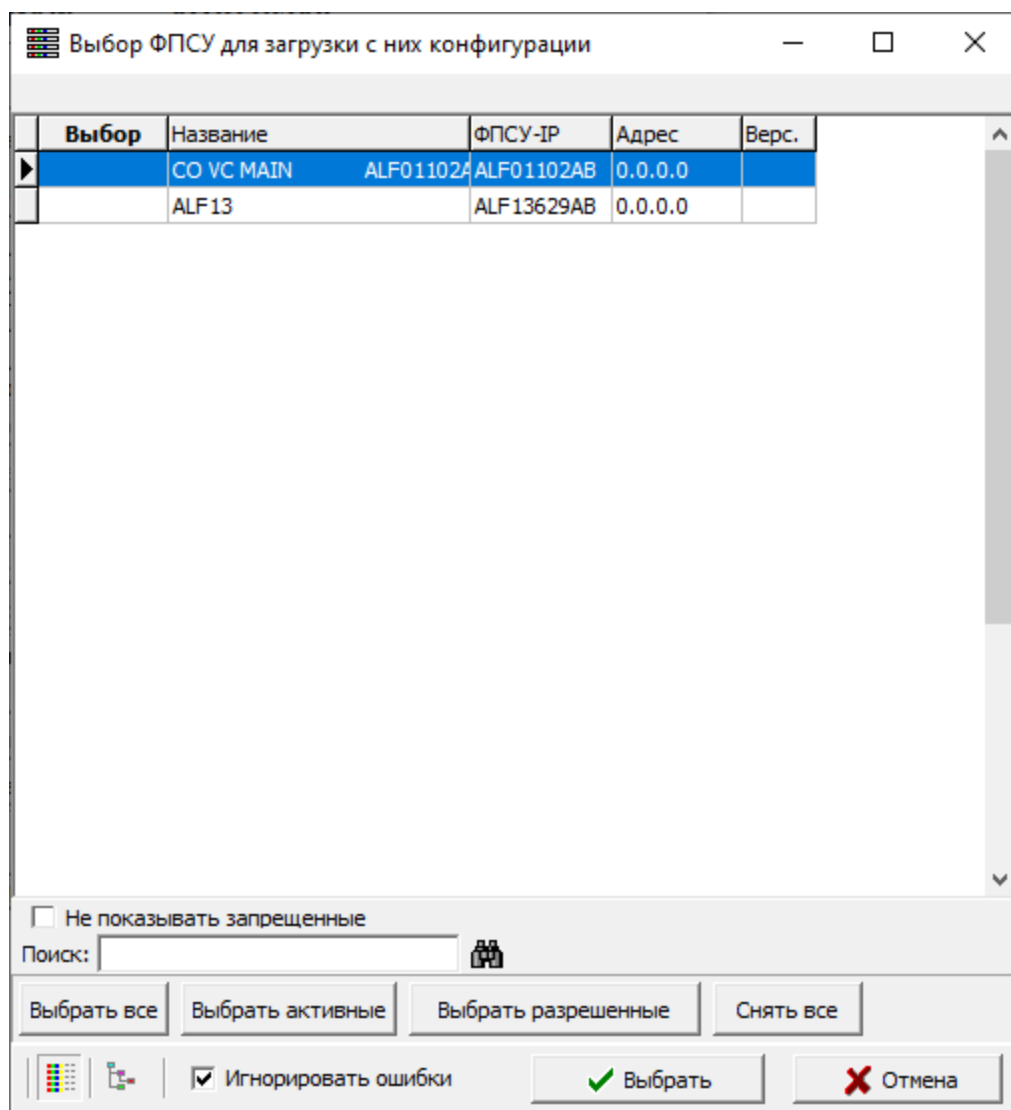 Выбор ФПСУ для загрузки с них конфигурации
Выбор Название ФПСУ-IP Адрес Верс.
CO VC MAIN ALF01102A ALF01102AB 0.0.0.0
ALF13 ALF13629AB 0.0.0.0
Не показывать запрещенные
Поиск:
Выбрать все Выбрать активные Выбрать разрешенные Снять все
Игнорировать ошибки Выбрать Отмена